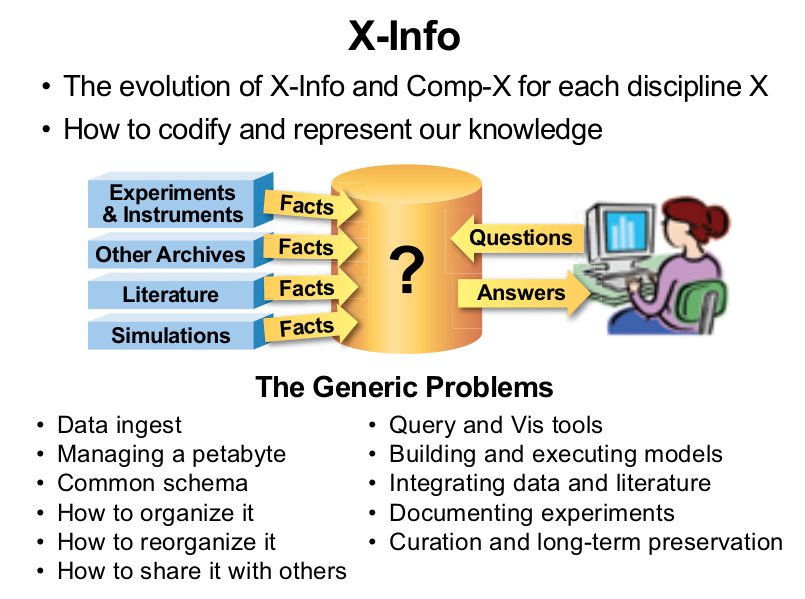 X-Info
• The evolution of X-Info and Comp-X for each discipline X
• How to codify and represent our knowledge
Experiments
& Instruments
Facts
Other Archives
Facts
Literature
Facts
Simulations
Facts
?
Questions
Answers
The Generic Problems
• Data ingest
• Managing a petabyte
• Common schema
• How to organize it
• How to reorganize it
• How to share it with others
• Query and Vis tools
• Building and executing models
• Integrating data and literature
• Documenting experiments
• Curation and long-term preservation